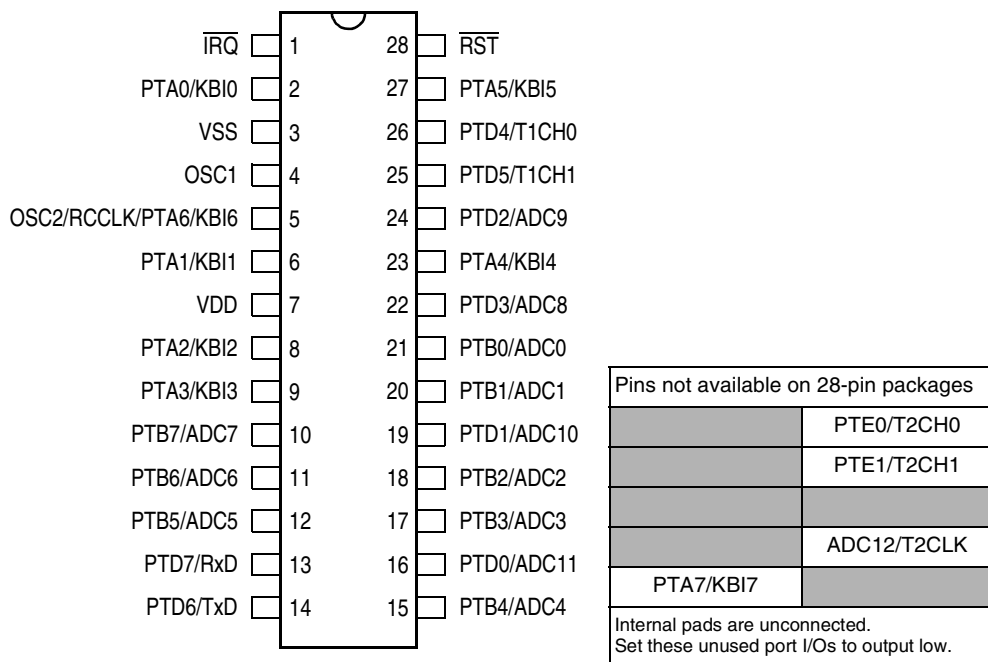 IRQ 1 28 RST
PTA0/KBI0 2 27 PTA5/KBI5
VSS 3 26 PTD4/T1CH0
OSC1 4 25 PTD5/T1CH1
OSC2/RCCLK/PTA6/KBI6 5 24 PTD2/ADC9
PTA1/KBI1 6 23 PTA4/KBI4
VDD 7 22 PTD3/ADC8
PTA2/KBI2 8 21 PTB0/ADC0
PTA3/KBI3 9 20 PTB1/ADC1
PTB7/ADC7 10 19 PTD1/ADC10
PTB6/ADC6 11 18 PTB2/ADC2
PTB5/ADC5 12 17 PTB3/ADC3
PTD7/RxD 13 16 PTD0/ADC11
PTD6/TxD 14 15 PTB4/ADC4
Pins not available on 28-pin packages
PTE0/T2CH0
PTE1/T2CH1
ADC12/T2CLK
PTA7/KBI7
Internal pads are unconnected.
Set these unused port I/Os to output low.